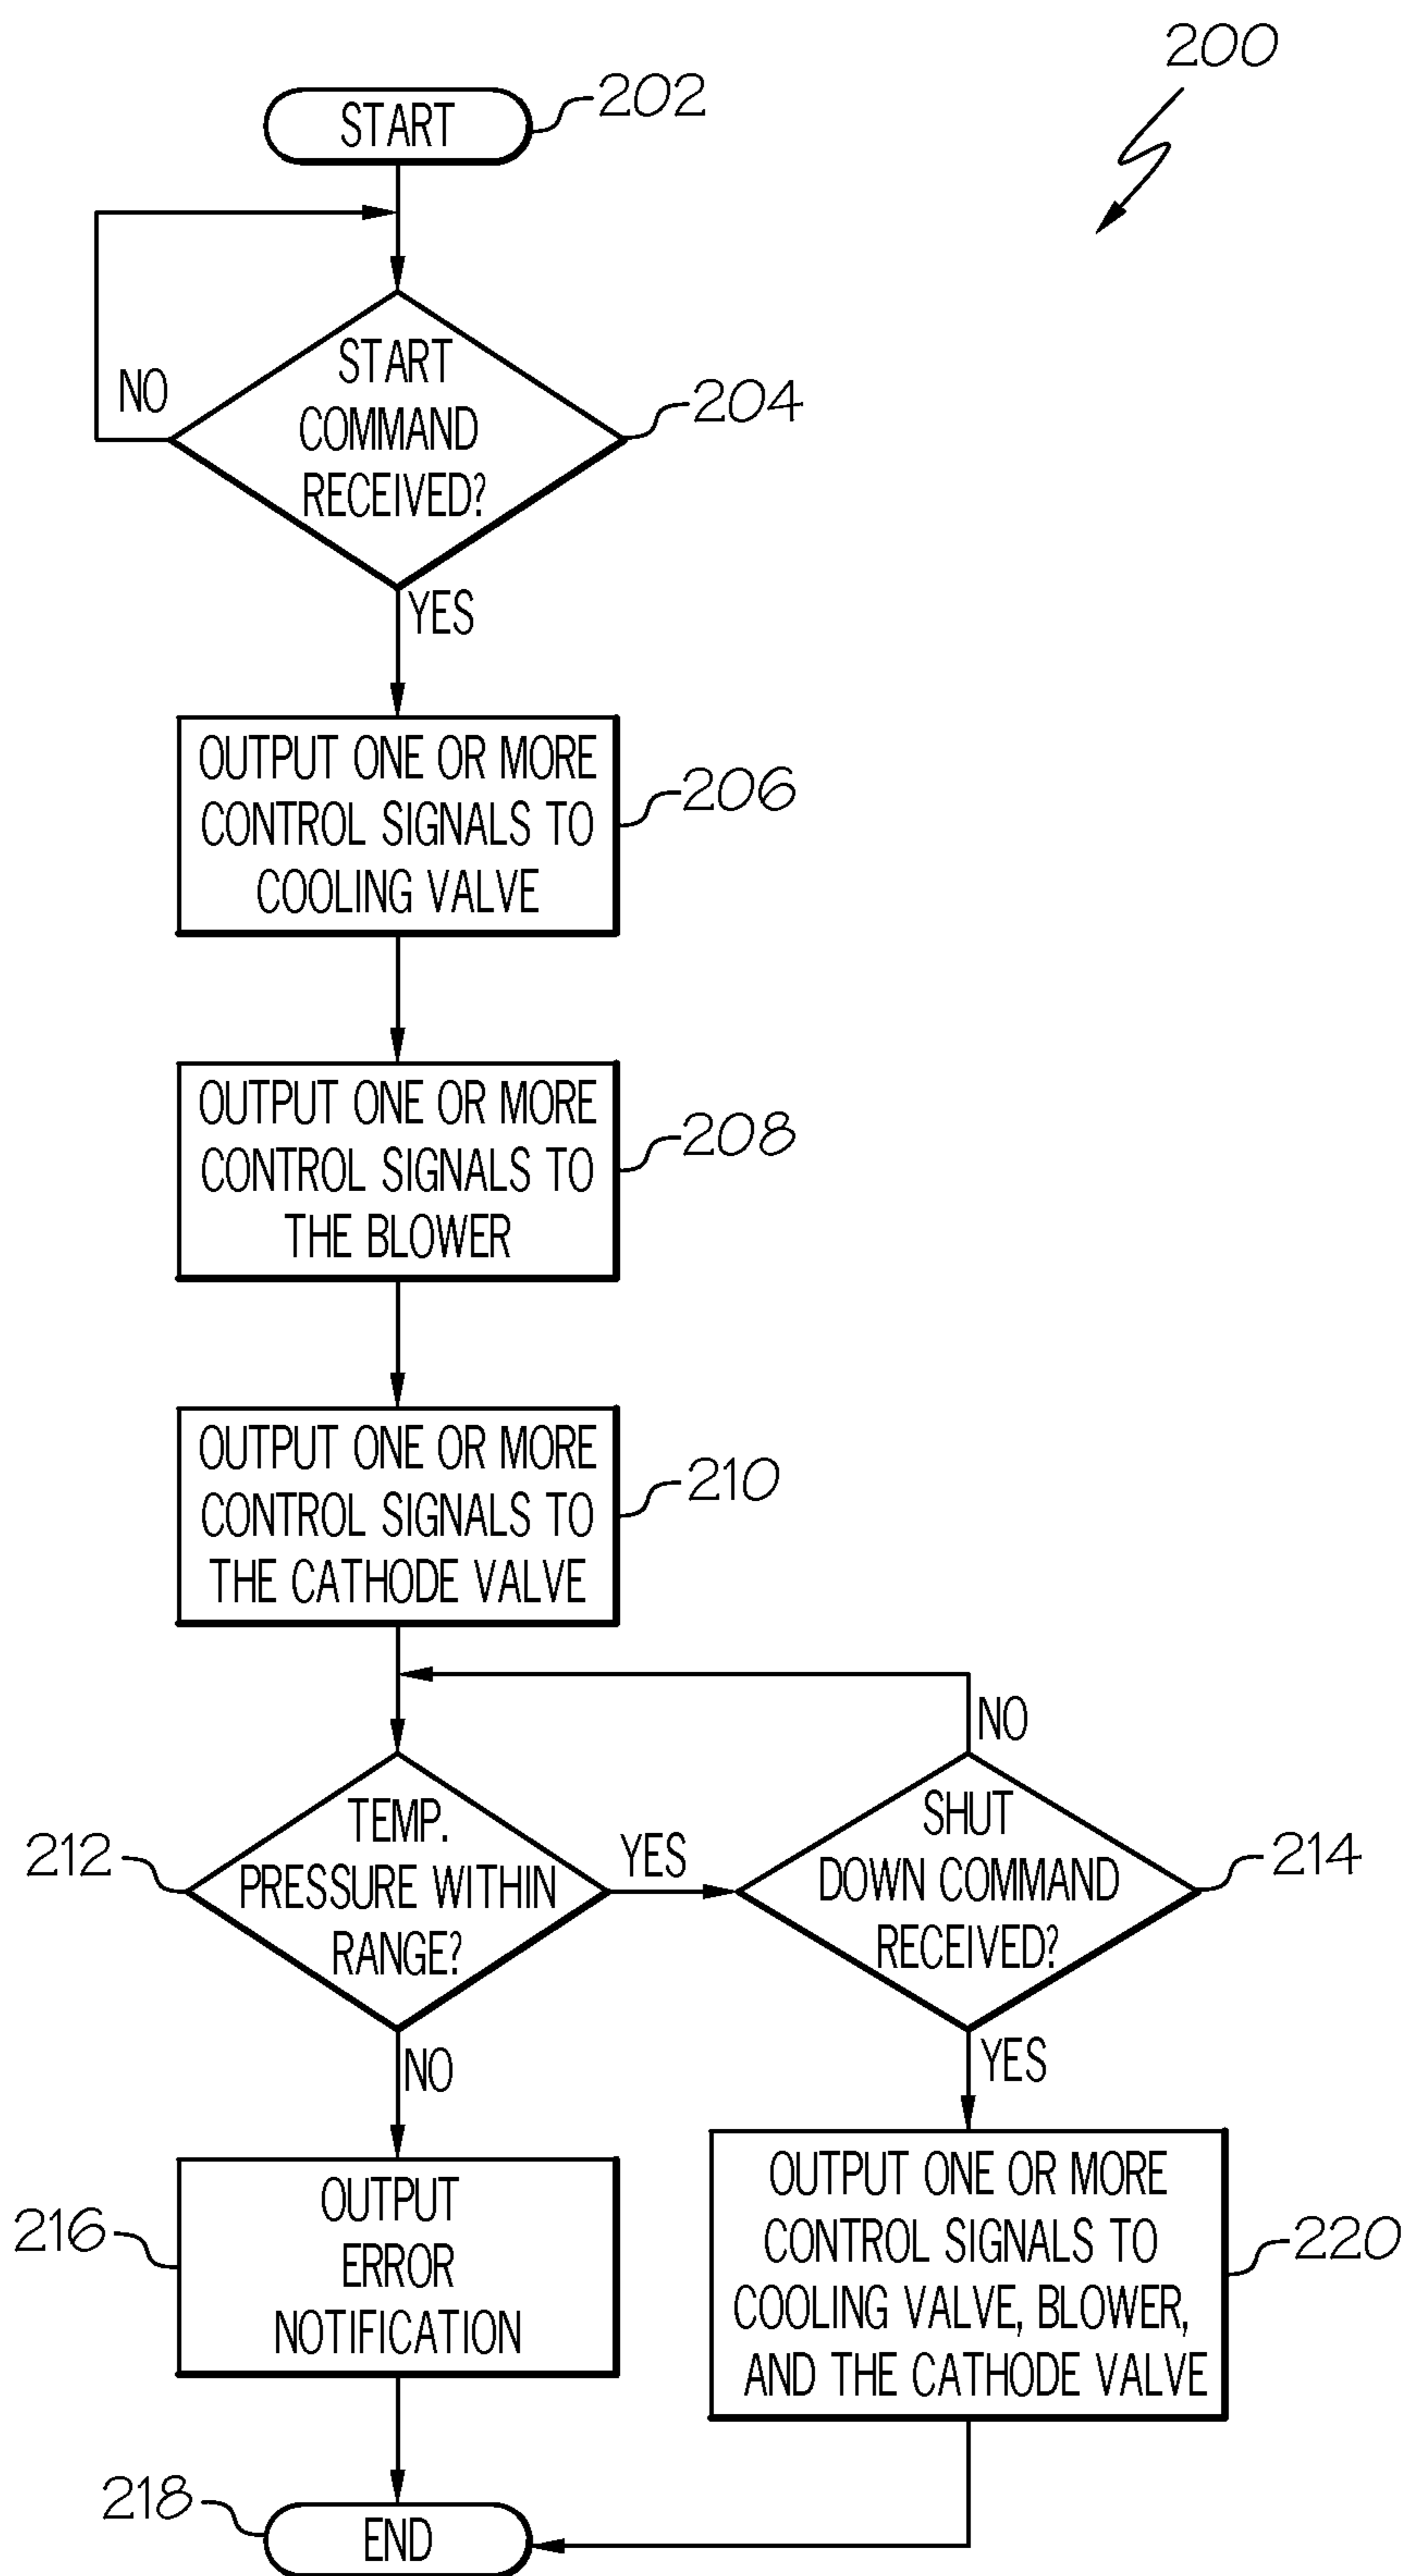 200
START
202
START
COMMAND
RECEIVED?
204
NO
YES
OUTPUT ONE OR MORE
CONTROL SIGNALS TO
COOLING VALVE
206
OUTPUT ONE OR MORE
CONTROL SIGNALS TO
THE BLOWER
208
OUTPUT ONE OR MORE
CONTROL SIGNALS TO
THE CATHODE VALVE
210
TEMP.
PRESSURE WITHIN
RANGE?
212
YES
NO
SHUT
DOWN COMMAND
RECEIVED?
214
NO
YES
OUTPUT
ERROR
NOTIFICATION
216
OUTPUT ONE OR MORE
CONTROL SIGNALS TO
COOLING VALVE, BLOWER,
AND THE CATHODE VALVE
220
END
218